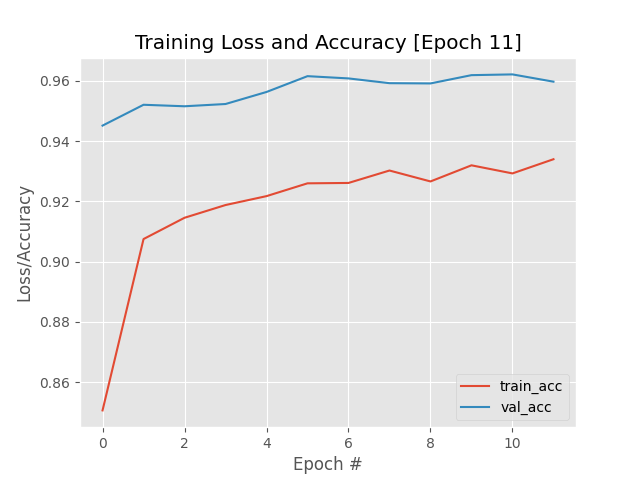 Training Loss and Accuracy [Epoch 11]
Loss/Accuracy
0.96
0.94
0.92
0.90
0.88
0.86
train_acc
val_acc
0 2 4 6 8 10
Epoch #